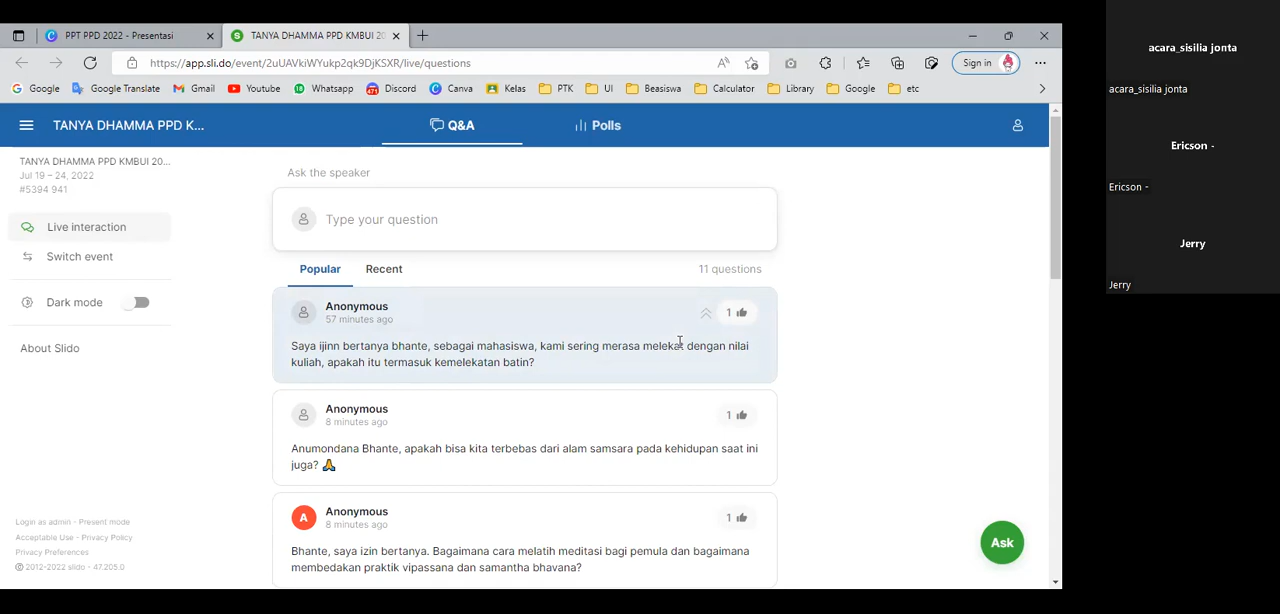 PPT PPD 2022 - Presentasi
TANYA DHAMMA PPD KMBUI 20
https://app.sli.do/event/2uUAVkiWYukp2qk9DjKSXR/live/questions
Sign in
Google
Google Translate
Gmail
Youtube
18
Whatsapp
471
Discord
Canva
Kelas
PTK
UI
Beasiswa
Calculator
Library
Google
etc
TANYA DHAMMA PPD K...
Q&A
Polls
TANYA DHAMMA PPD KMBUI 20...
Jul 19 – 24, 2022
#5394 941
Live interaction
Switch event
Dark mode
About Slido
Ask the speaker
Type your question
Popular
Recent
11 questions
Anonymous
57 minutes ago
1
Saya ijinn bertanya bhante, sebagai mahasiswa, kami sering merasa melekat dengan nilai
kuliah, apakah itu termasuk kemelekatan batin?
Anonymous
8 minutes ago
1
Anumondana Bhante, apakah bisa kita terbebas dari alam samsara pada kehidupan saat ini
juga? 🙏
A
Anonymous
8 minutes ago
1
Bhante, saya izin bertanya. Bagaimana cara melatih meditasi bagi pemula dan bagaimana
membedakan praktik vipassana dan samantha bhavana?
Ask
Login as admin - Present mode
Acceptable Use - Privacy Policy
Privacy Preferences
© 2012-2022 slido - 47.205.0
acara_sisilia jonta
acara_sisilia jonta
Ericson -
Ericson -
Jerry
Jerry